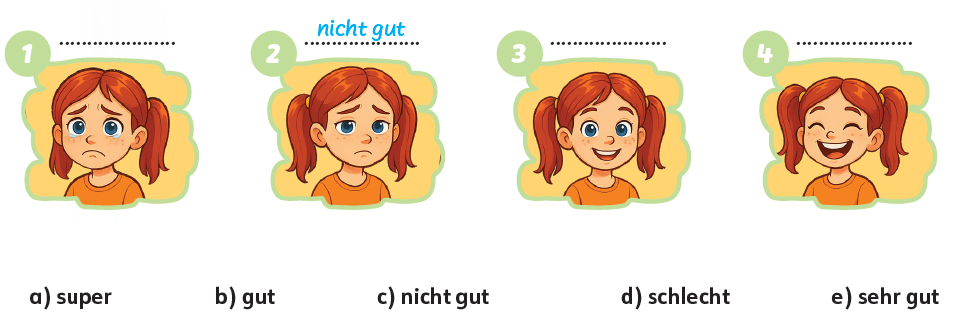 nicht gut
1 ........................
2 ........................
3 ........................
4 ........................
a) super
b) gut
c) nicht gut
d) schlecht
e) sehr gut